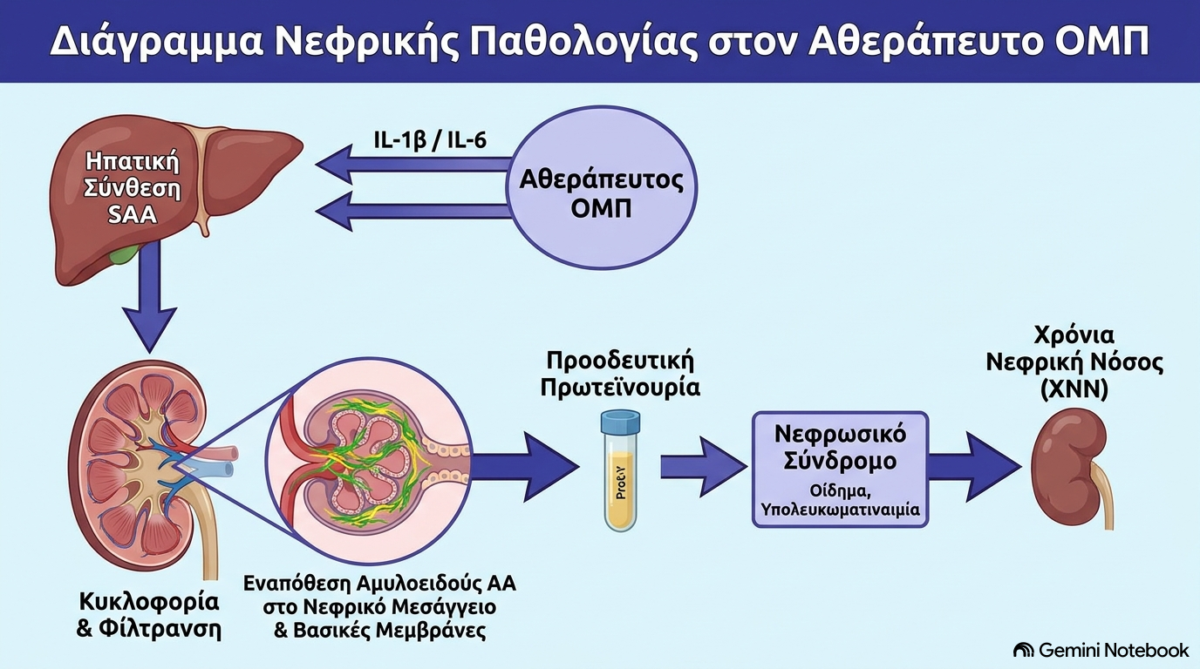 Διάγραμμα Νεφρικής Παθολογίας στον Αθεράπευτο ΟΜΠ
IL-1β / IL-6
Ηπατική
Σύνθεση
SAA
Αθεράπευτος
ΟΜΠ
Προοδευτική
Πρωτεϊνουρία
Χρόνια
Νεφρική Νόσος
(ΧΝΝ)
Νεφρωσικό
Σύνδρομο
Οίδημα,
Υπολευκωματιναιμία
Κυκλοφορία
& Φίλτρανση
Εναπόθεση Αμυλοειδούς ΑΑ
στο Νεφρικό Μεσάγγειο
& Βασικές Μεμβράνες
Gemini Notebook